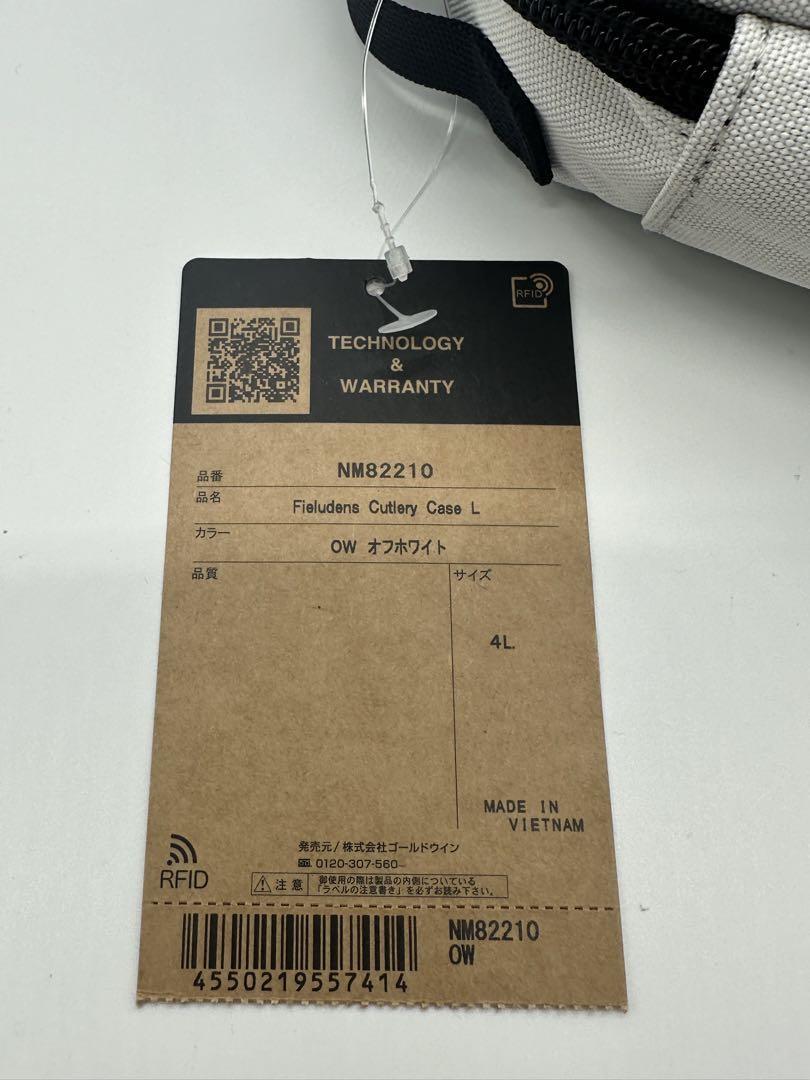 RFID
TECHNOLOGY
&
WARRANTY
品番 NM82210
品名 Fieludens Cutlery Case L
カラー OW オフホワイト
品質 サイズ
4L.
MADE IN
VIETNAM
発売元/株式会社ゴールドウイン
0120-307-560
RFID
注意 御使用の際は製品の内側についている
「ラベルの注意書き」を必ずお読み下さい。
NM82210
OW
4550219557414